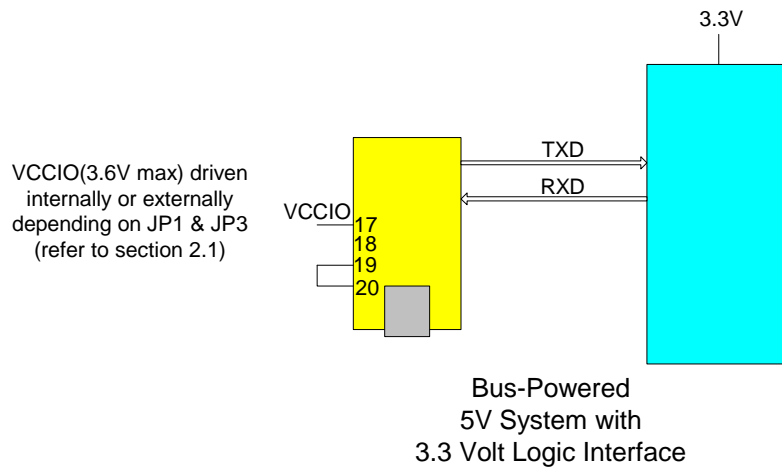 3.3V
TXD
RXD
VCCIO(3.6V max) driven
internally or externally
depending on JP1 & JP3
(refer to section 2.1)
VCCIO
17
18
19
20
Bus-Powered
5V System with
3.3 Volt Logic Interface